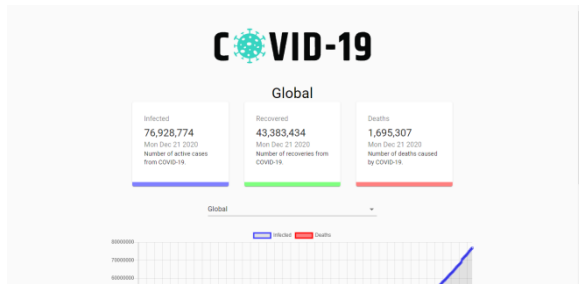 COVID-19
Global
Infected
76,928,774
Mon Dec 21 2020
Number of active cases
from COVID-19.
Recovered
43,383,434
Mon Dec 21 2020
Number of recoveries from
COVID-19.
Deaths
1,695,307
Mon Dec 21 2020
Number of deaths caused
by COVID-19.
Global
Infected Deaths
80000000
70000000
60000000